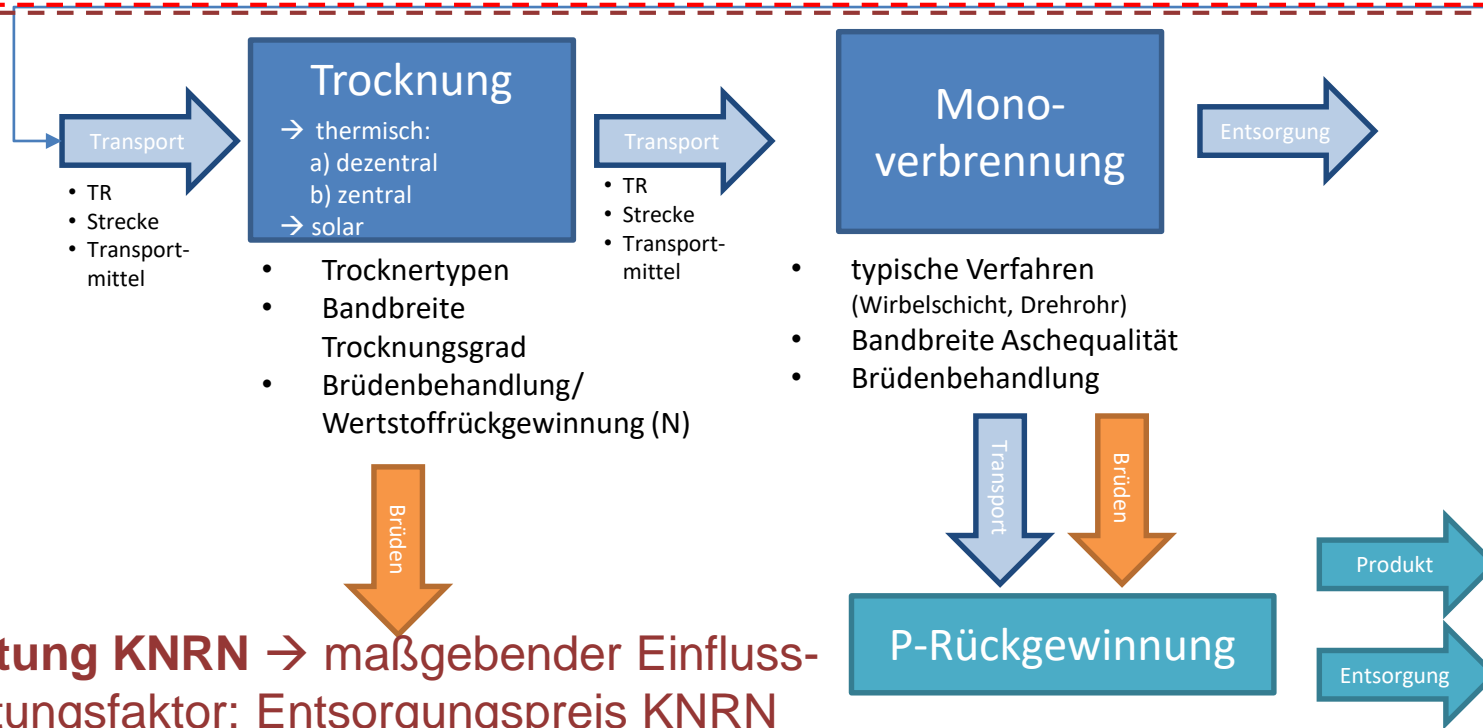 Transport
• TR
• Strecke
• Transport-
mittel
Trocknung
→ thermisch:
a) dezentral
b) zentral
→ solar
• Trocknertypen
• Bandbreite
Trocknungsgrad
• Brüdenbehandlung/
Wertstoffrückgewinnung (N)
Brüden
Transport
• TR
• Strecke
• Transport-
mittel
Mono-
verbrennung
• typische Verfahren
(Wirbelschicht, Drehrohr)
• Bandbreite Aschequalität
• Brüdenbehandlung
Entsorgung
Transport
Brüden
P-Rückgewinnung
Produkt
Entsorgung
tung KNRN → maßgebender Einfluss-
tungsfaktor: Entsorgungspreis KNRN